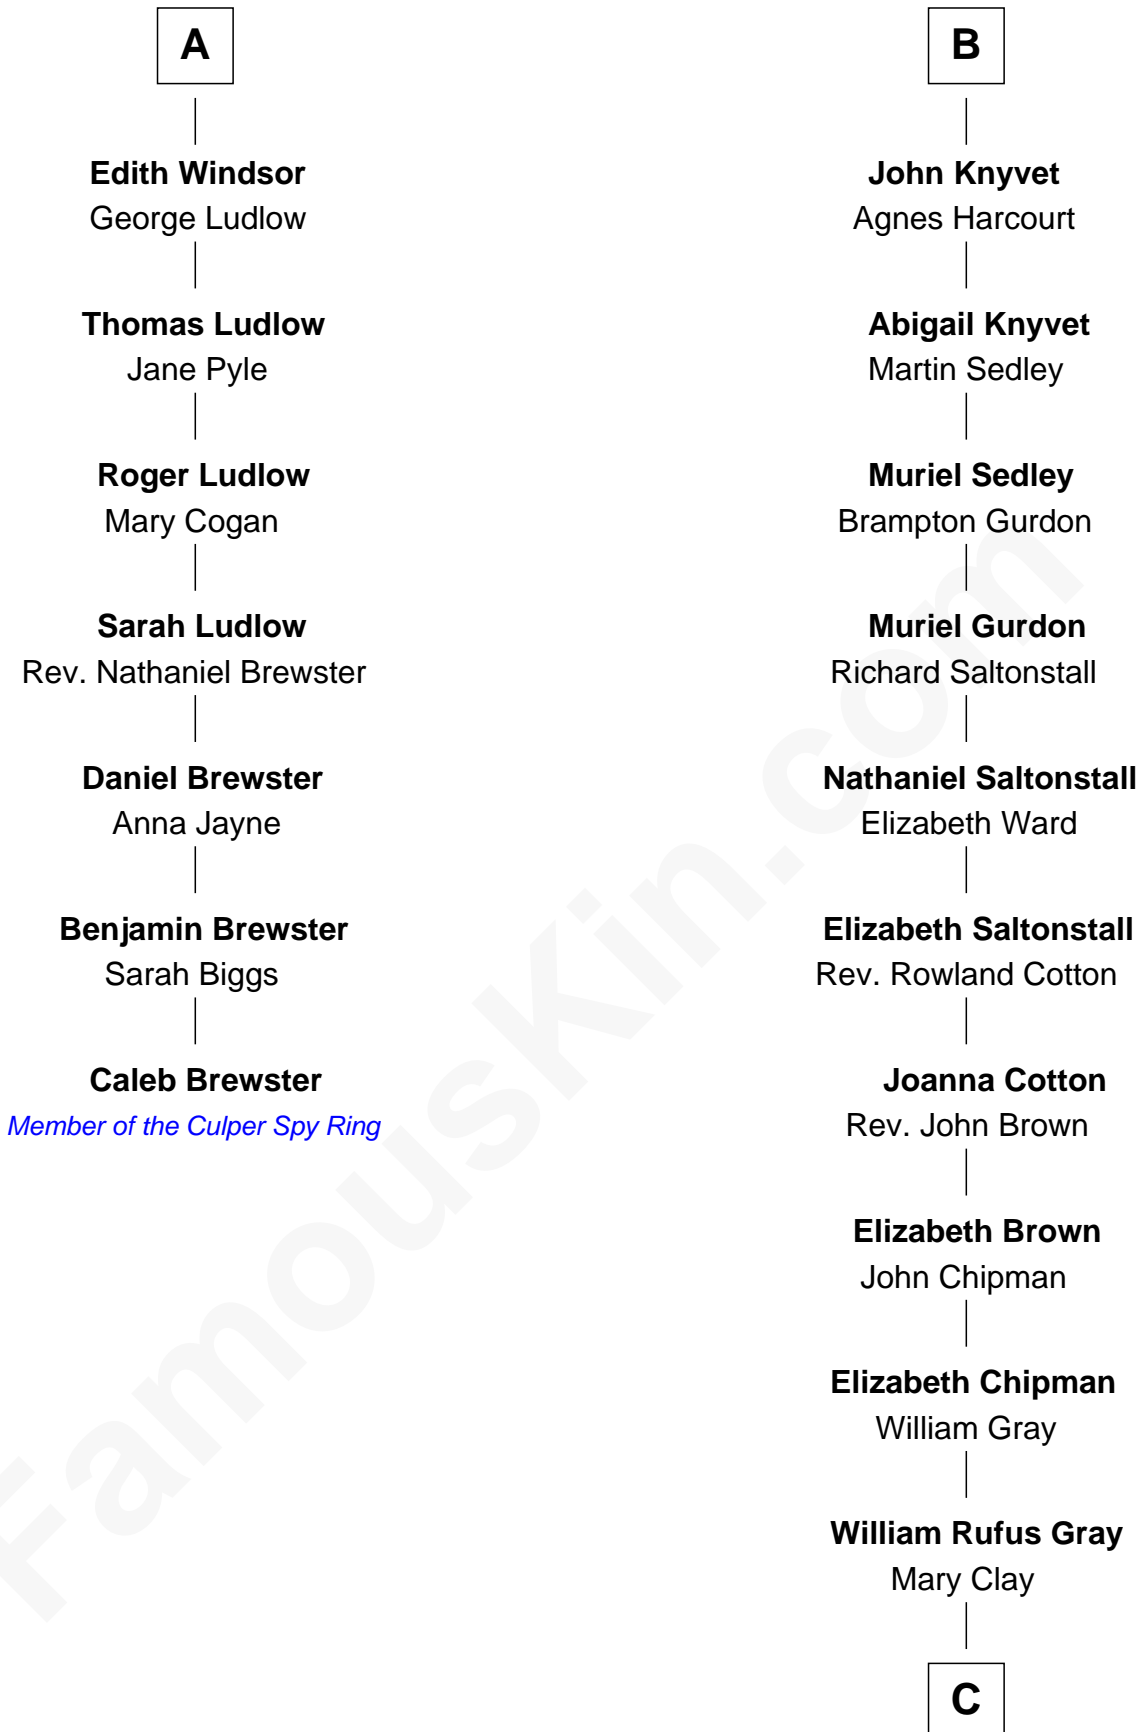 A
Edith Windsor
George Ludlow
Thomas Ludlow
Jane Pyle
Roger Ludlow
Mary Cogan
Sarah Ludlow
Rev. Nathaniel Brewster
Daniel Brewster
Anna Jayne
Benjamin Brewster
Sarah Biggs
Caleb Brewster
Member of the Culper Spy Ring
B
John Knyvet
Agnes Harcourt
Abigail Knyvet
Martin Sedley
Muriel Sedley
Brampton Gurdon
Muriel Gurdon
Richard Saltonstall
Nathaniel Saltonstall
Elizabeth Ward
Elizabeth Saltonstall
Rev. Rowland Cotton
Joanna Cotton
Rev. John Brown
Elizabeth Brown
John Chipman
Elizabeth Chipman
William Gray
William Rufus Gray
Mary Clay
C
FamousKin.com